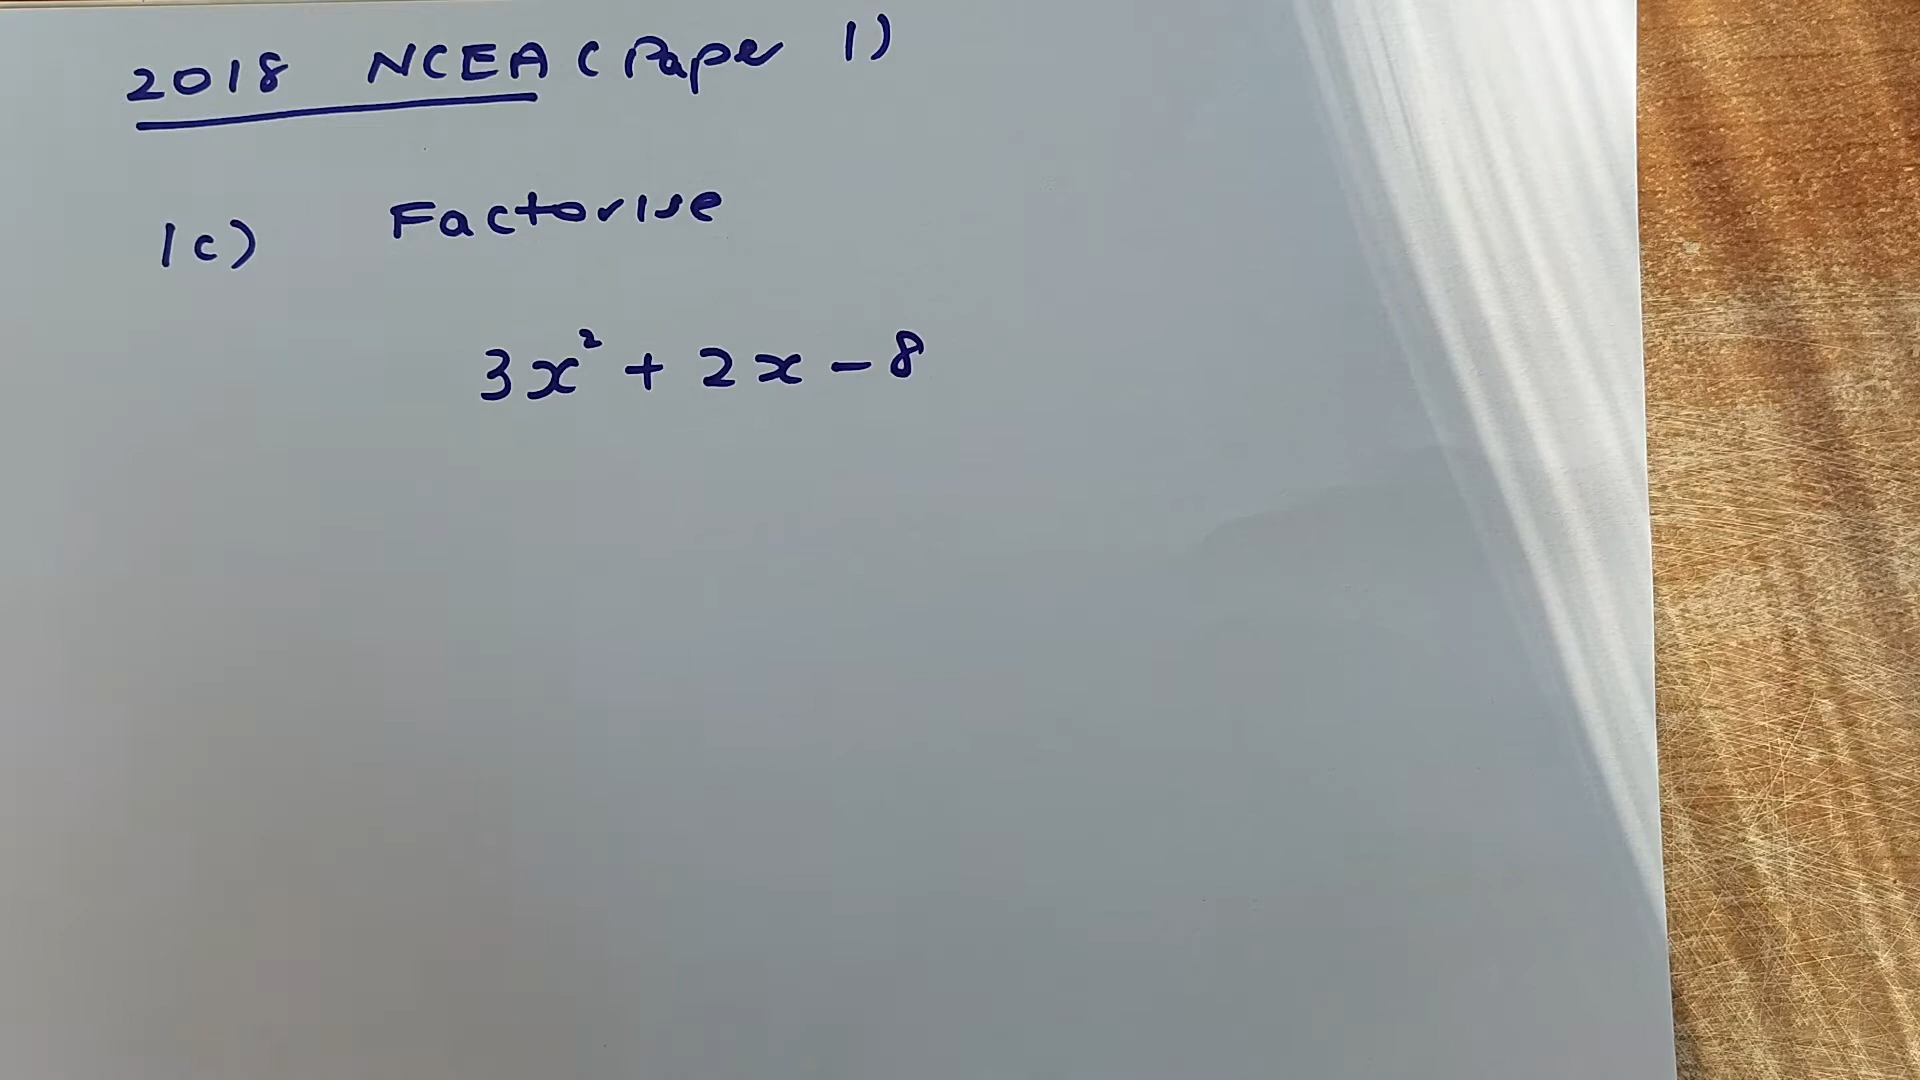 2018 NCEA (Paper 1)
1c) Factorise
3x² + 2x - 8